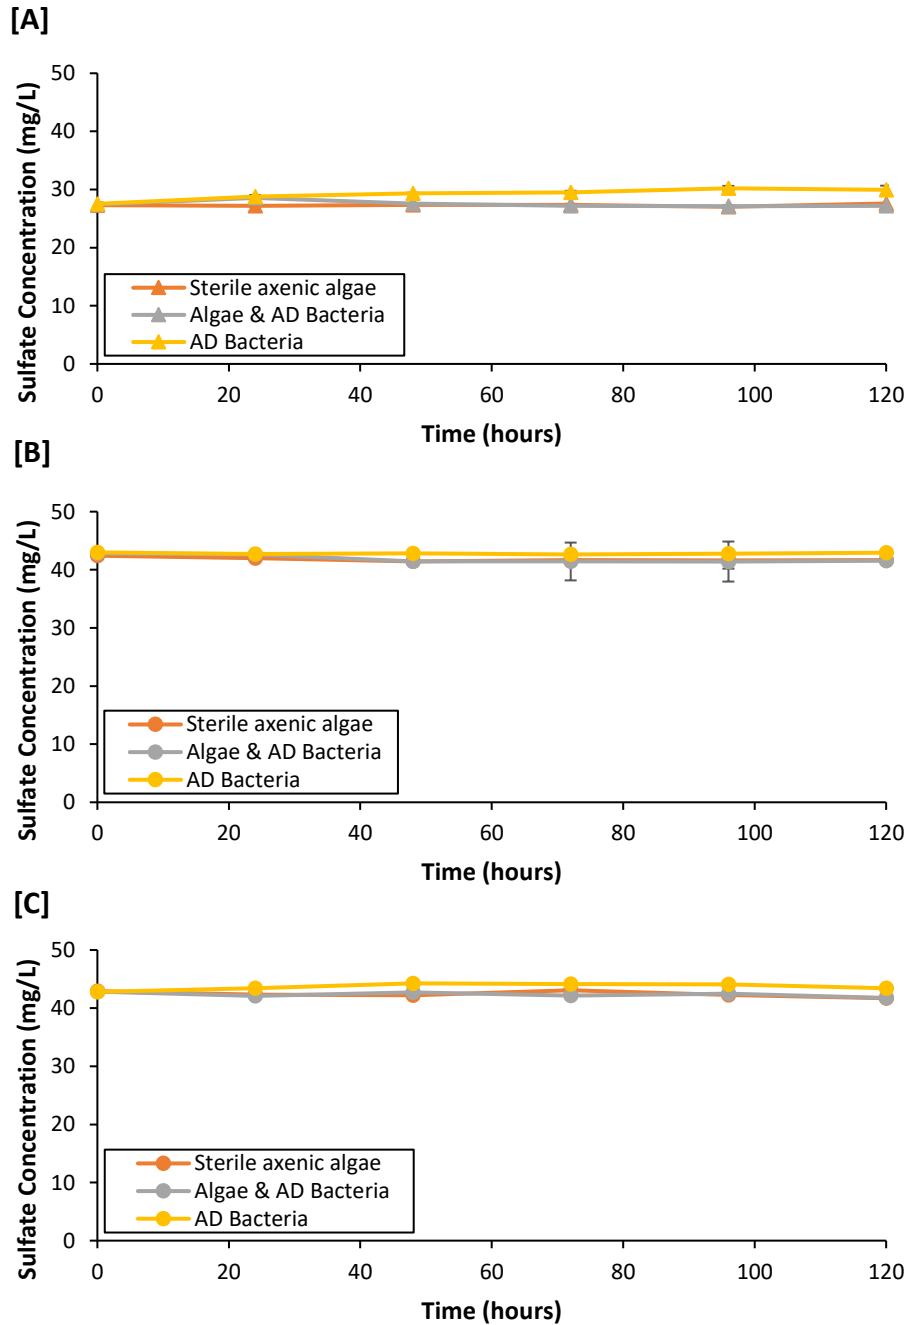 [A]
Sulfate Concentration (mg/L)
50
40
30
20
10
0
Sterile axenic algae
Algae & AD Bacteria
AD Bacteria
0 20 40 60 80 100 120
Time (hours)
[B]
Sulfate Concentration (mg/L)
50
40
30
20
10
0
Sterile axenic algae
Algae & AD Bacteria
AD Bacteria
0 20 40 60 80 100 120
Time (hours)
[C]
Sulfate Concentration (mg/L)
50
40
30
20
10
0
Sterile axenic algae
Algae & AD Bacteria
AD Bacteria
0 20 40 60 80 100 120
Time (hours)